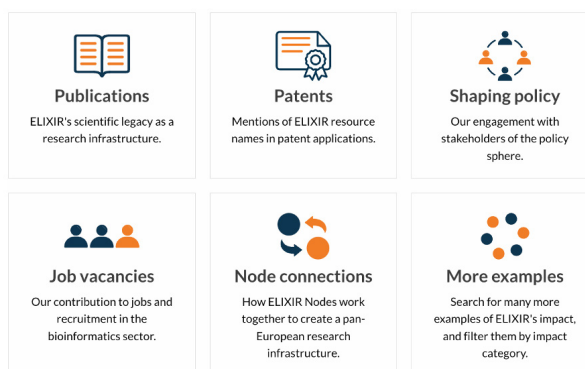 Publications
ELIXIR's scientific legacy as a
research infrastructure.
Patents
Mentions of ELIXIR resource
names in patent applications.
Shaping policy
Our engagement with
stakeholders of the policy
sphere.
Job vacancies
Our contribution to jobs and
recruitment in the
bioinformatics sector.
Node connections
How ELIXIR Nodes work
together to create a pan-
European research
infrastructure.
More examples
Search for many more
examples of ELIXIR's impact,
and filter them by impact
category.